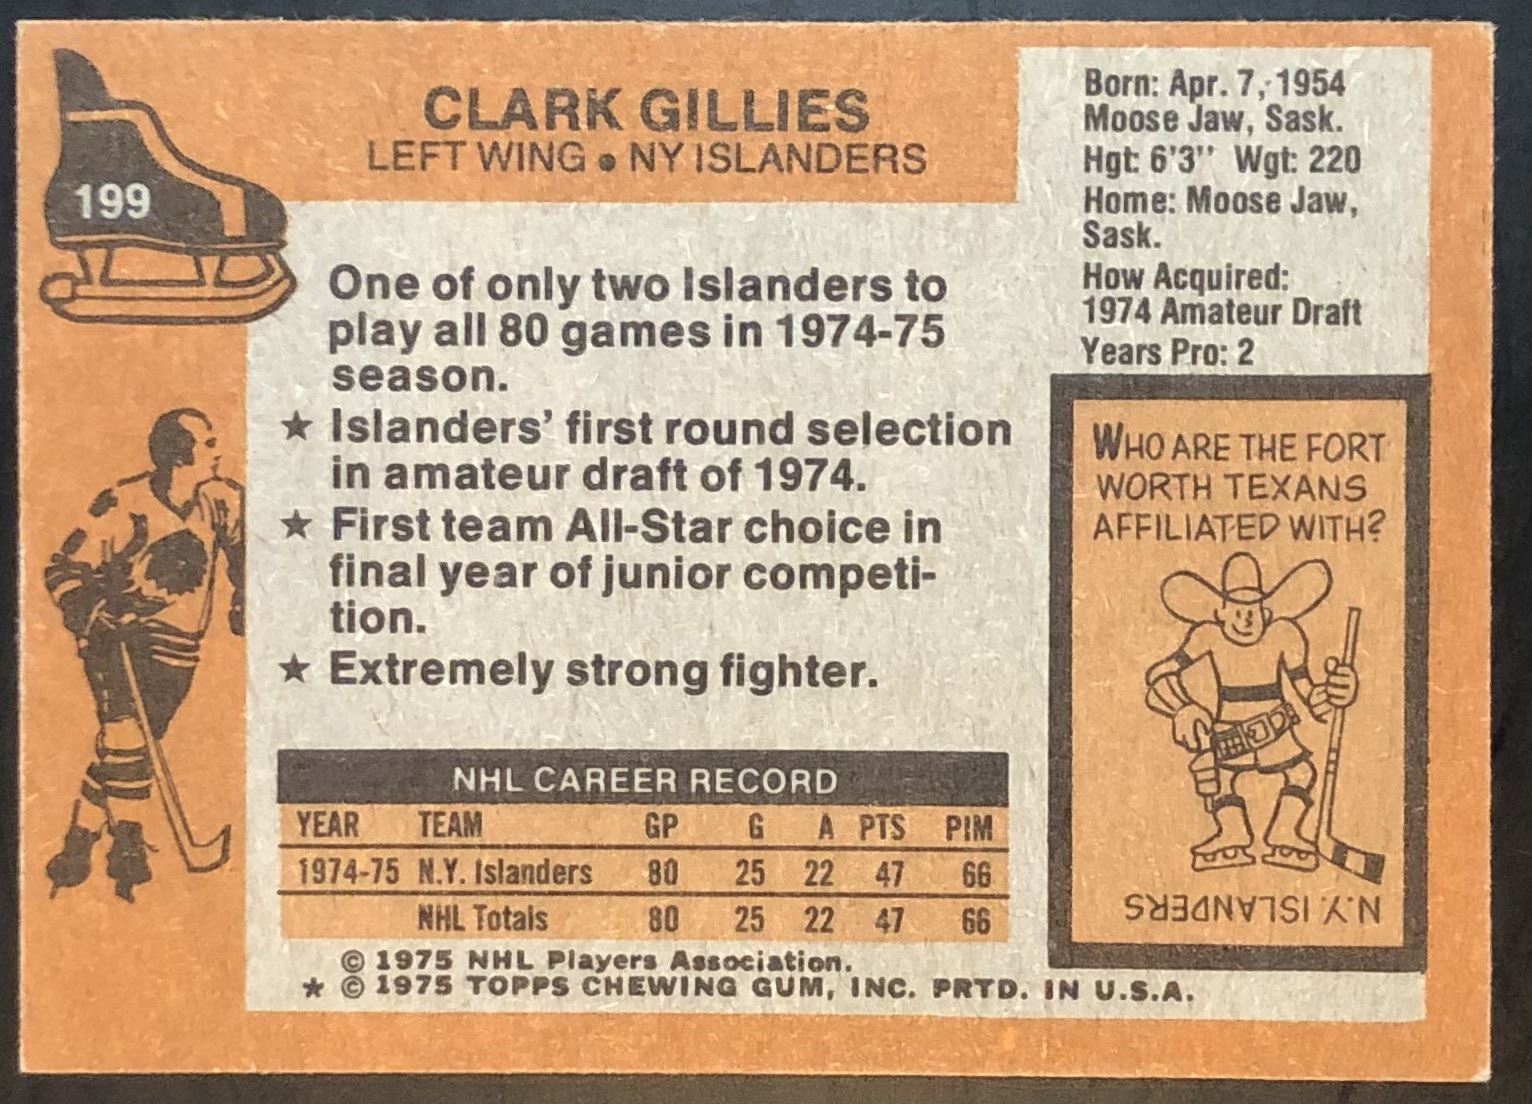 199
CLARK GILLIES
LEFT WING • NY ISLANDERS
Born: Apr. 7, 1954
Moose Jaw, Sask.
Hgt: 6'3" Wgt: 220
Home: Moose Jaw,
Sask.
How Acquired:
1974 Amateur Draft
Years Pro: 2
One of only two Islanders to
play all 80 games in 1974-75
season.
★ Islanders' first round selection
in amateur draft of 1974.
★ First team All-Star choice in
final year of junior competi-
tion.
★ Extremely strong fighter.
WHO ARE THE FORT
WORTH TEXANS
AFFILIATED WITH?
N.Y. ISLANDERS
NHL CAREER RECORD
YEAR TEAM GP G A PTS PIM
1974-75 N.Y. Islanders 80 25 22 47 66
NHL Totals 80 25 22 47 66
© 1975 NHL Players Association.
* © 1975 TOPPS CHEWING GUM, INC. PRTD. IN U.S.A.